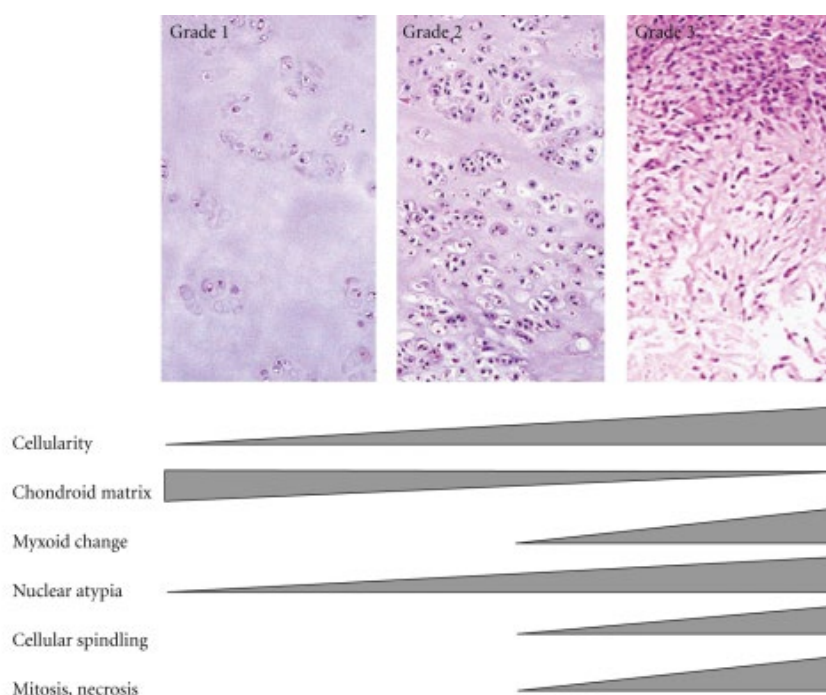 Grade 1
Grade 2
Grade 3
Cellularity
Chondroid matrix
Myxoid change
Nuclear atypia
Cellular spindling
Mitosis, necrosis